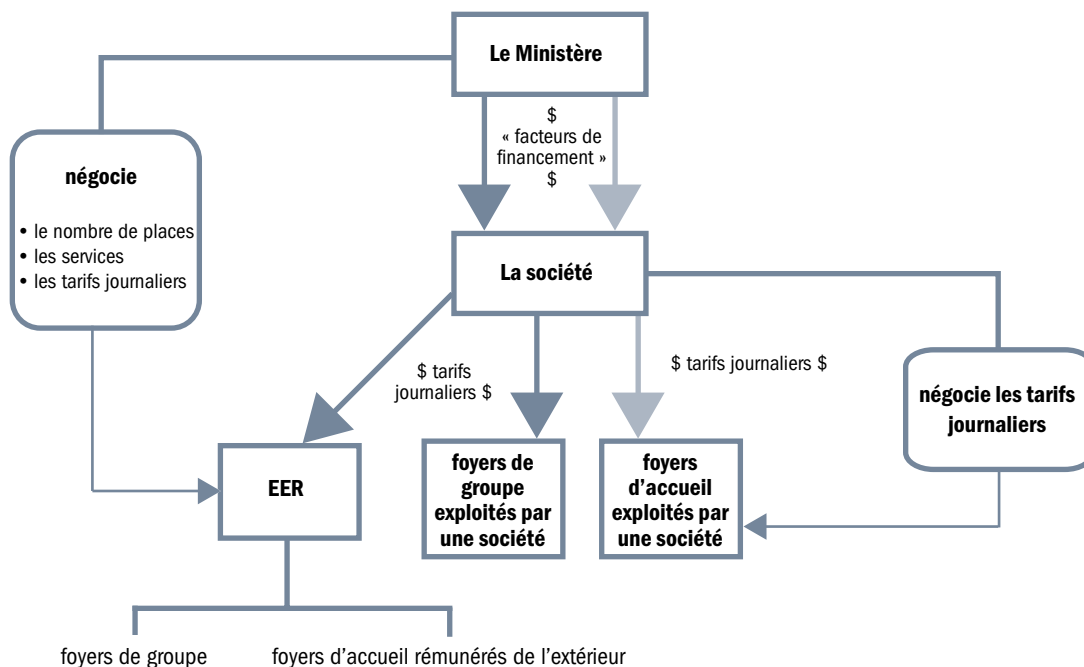 Le Ministère
$
« facteurs de
financement »
$
négocie
• le nombre de places
• les services
• les tarifs journaliers
La société
$ tarifs
journaliers $
$ tarifs journaliers $
négocie les tarifs
journaliers
EER
foyers de
groupe
exploités par
une société
foyers
d'accueil
exploités par
une société
foyers de groupe
foyers d'accueil rémunérés de l'extérieur